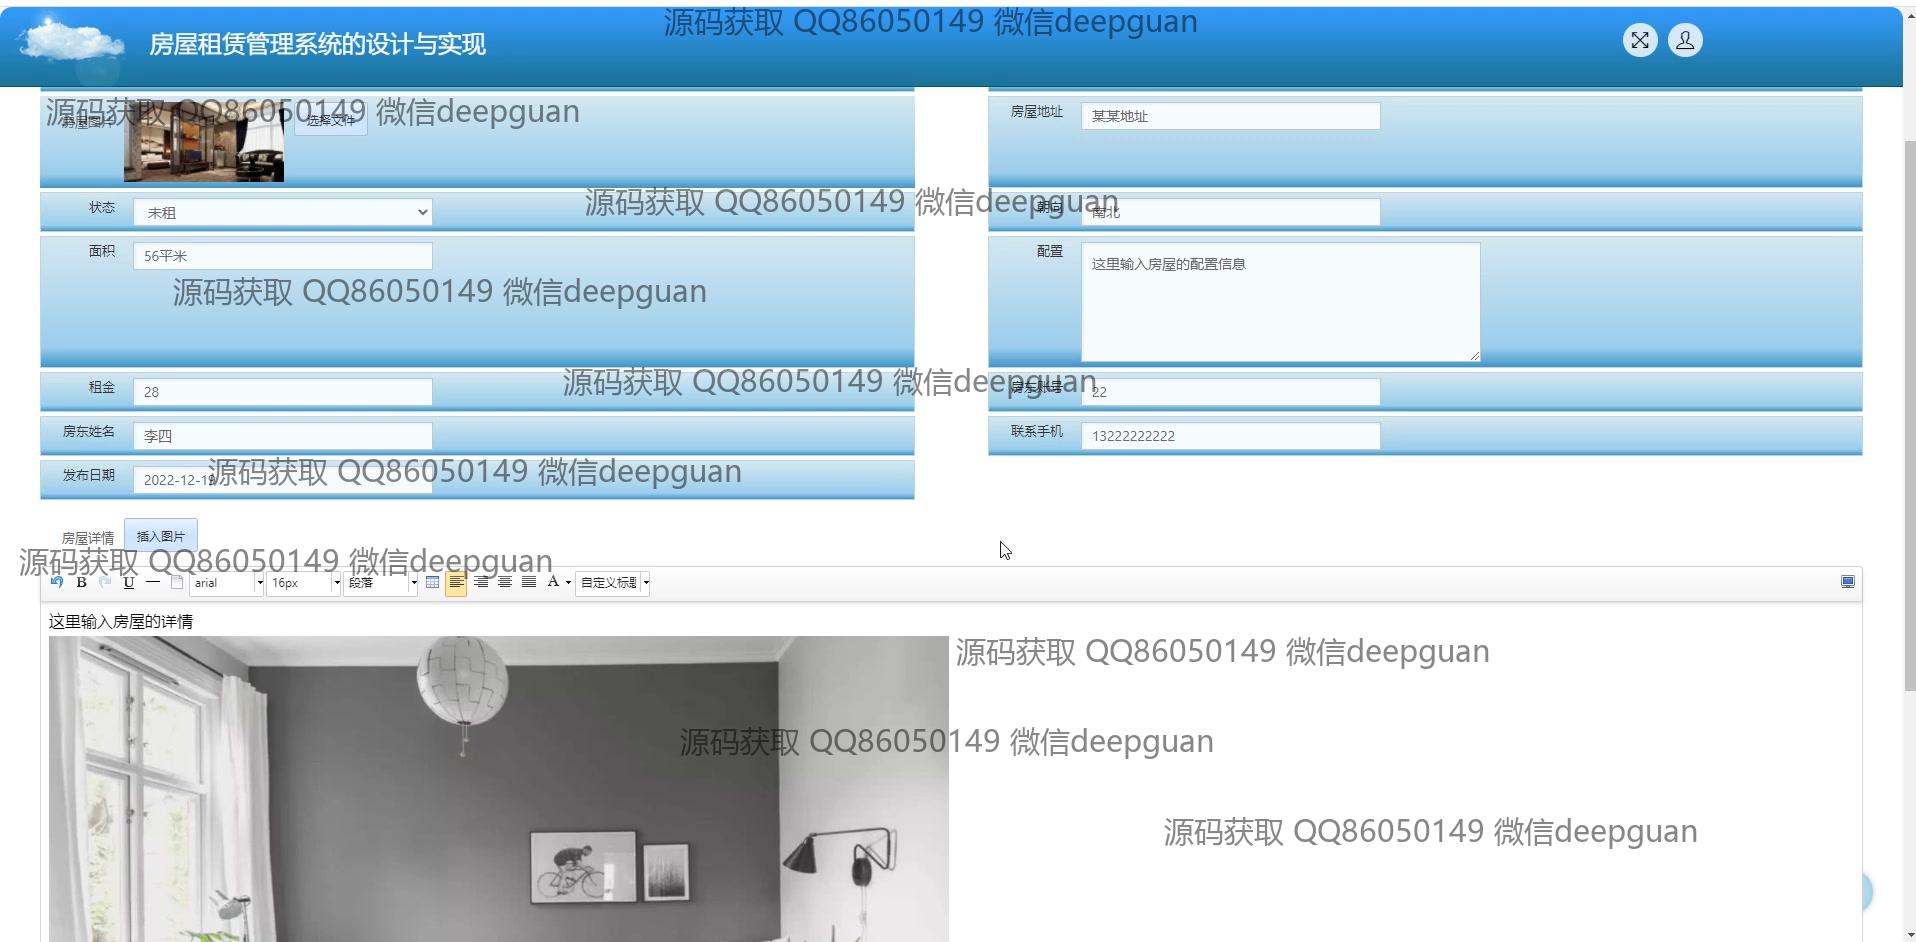 源码获取 QQ86050149 微信deepguan
房屋租赁管理系统的设计与实现
源码获取 QQ86050149 微信deepguan
房屋图片
选择文件
房屋地址
某某地址
状态
未租
源码获取 QQ86050149 微信deepguan
朝向
南北
面积
56平米
配置
这里输入房屋的配置信息
源码获取 QQ86050149 微信deepguan
租金
28
源码获取 QQ86050149 微信deepguan
房东账号
22
房东姓名
李四
联系手机
13222222222
发布日期
2022-12-19
源码获取 QQ86050149 微信deepguan
房屋详情
插入图片
源码获取 QQ86050149 微信deepguan
B U arial 16px 段落 A 自定义标题
这里输入房屋的详情
源码获取 QQ86050149 微信deepguan
源码获取 QQ86050149 微信deepguan
源码获取 QQ86050149 微信deepguan